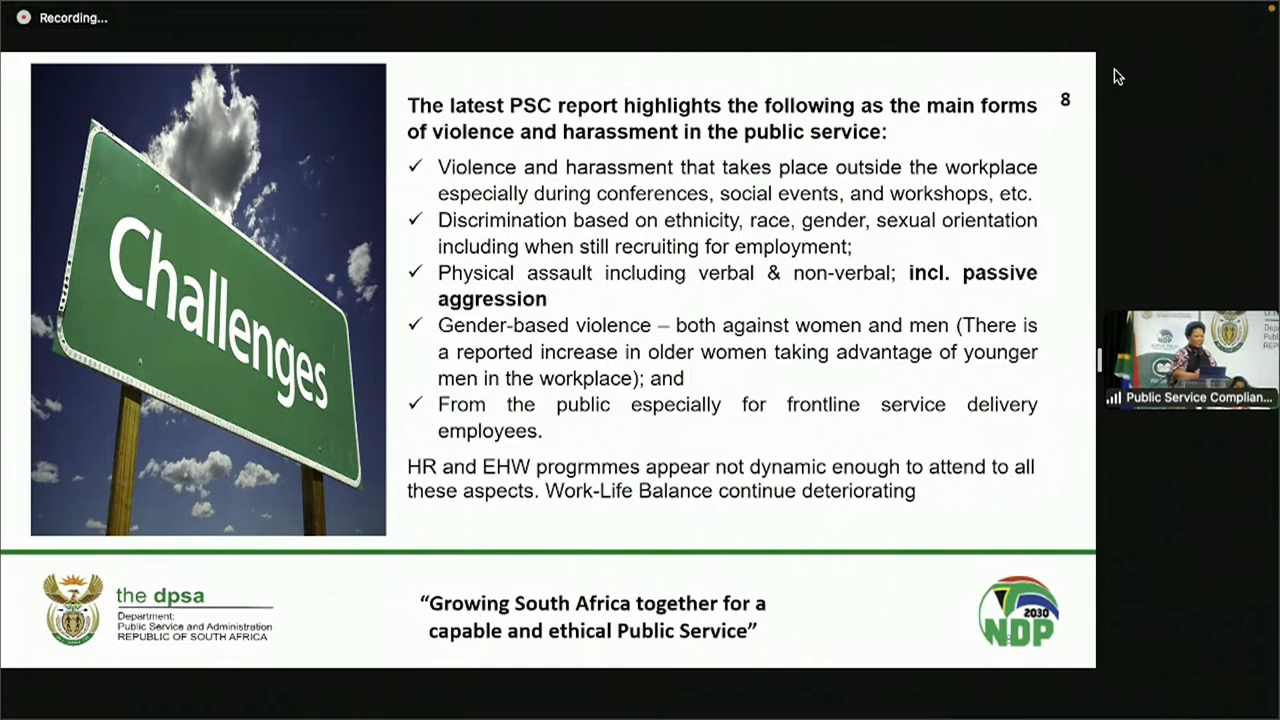 Recording...
8
The latest PSC report highlights the following as the main forms
of violence and harassment in the public service:
✓ Violence and harassment that takes place outside the workplace
especially during conferences, social events, and workshops, etc.
✓ Discrimination based on ethnicity, race, gender, sexual orientation
including when still recruiting for employment;
✓ Physical assault including verbal & non-verbal; incl. passive
aggression
✓ Gender-based violence – both against women and men (There is
a reported increase in older women taking advantage of younger
men in the workplace); and
✓ From the public especially for frontline service delivery
employees.
HR and EHW progrmmes appear not dynamic enough to attend to all
these aspects. Work-Life Balance continue deteriorating
Challenges
the dpsa
Department:
Public Service and Administration
REPUBLIC OF SOUTH AFRICA
“Growing South Africa together for a
capable and ethical Public Service”
2030
NDP
NDP
Public Service Complian...